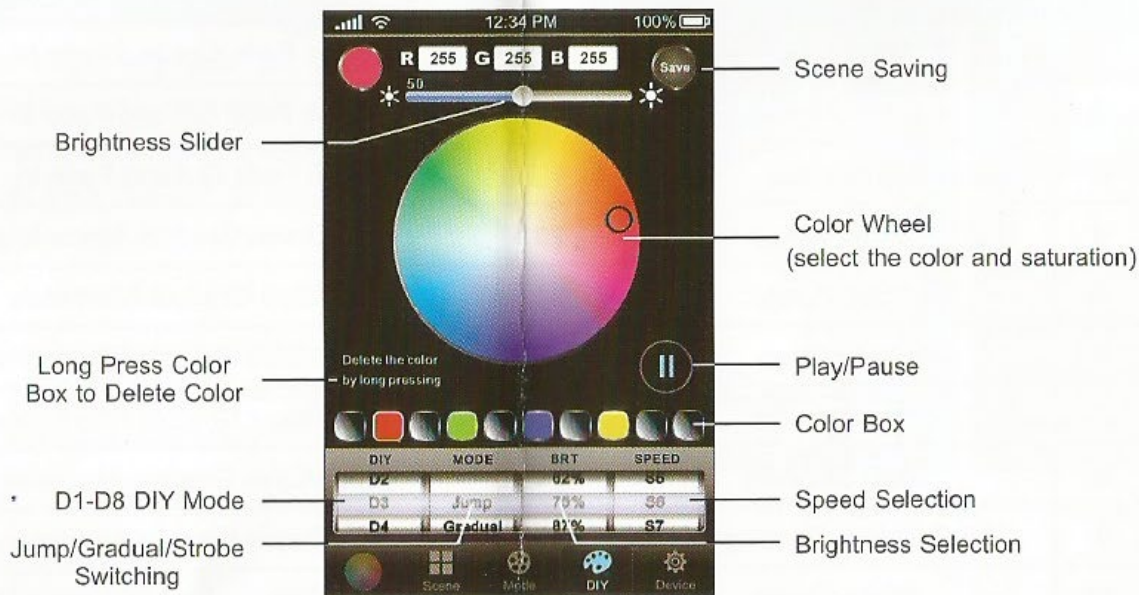 12:34 PM
100%
R 255 G 255 B 255
Save
Scene Saving
50
Brightness Slider
Color Wheel
(select the color and saturation)
Long Press Color
Box to Delete Color
Delete the color
by long pressing
Play/Pause
Color Box
DIY MODE BRT SPEED
D2 62% S5
D1-D8 DIY Mode
D3 Jump 75% S6
Speed Selection
D4 Gradual 87% S7
Jump/Gradual/Strobe
Switching
Brightness Selection
Scene Mode DIY Device